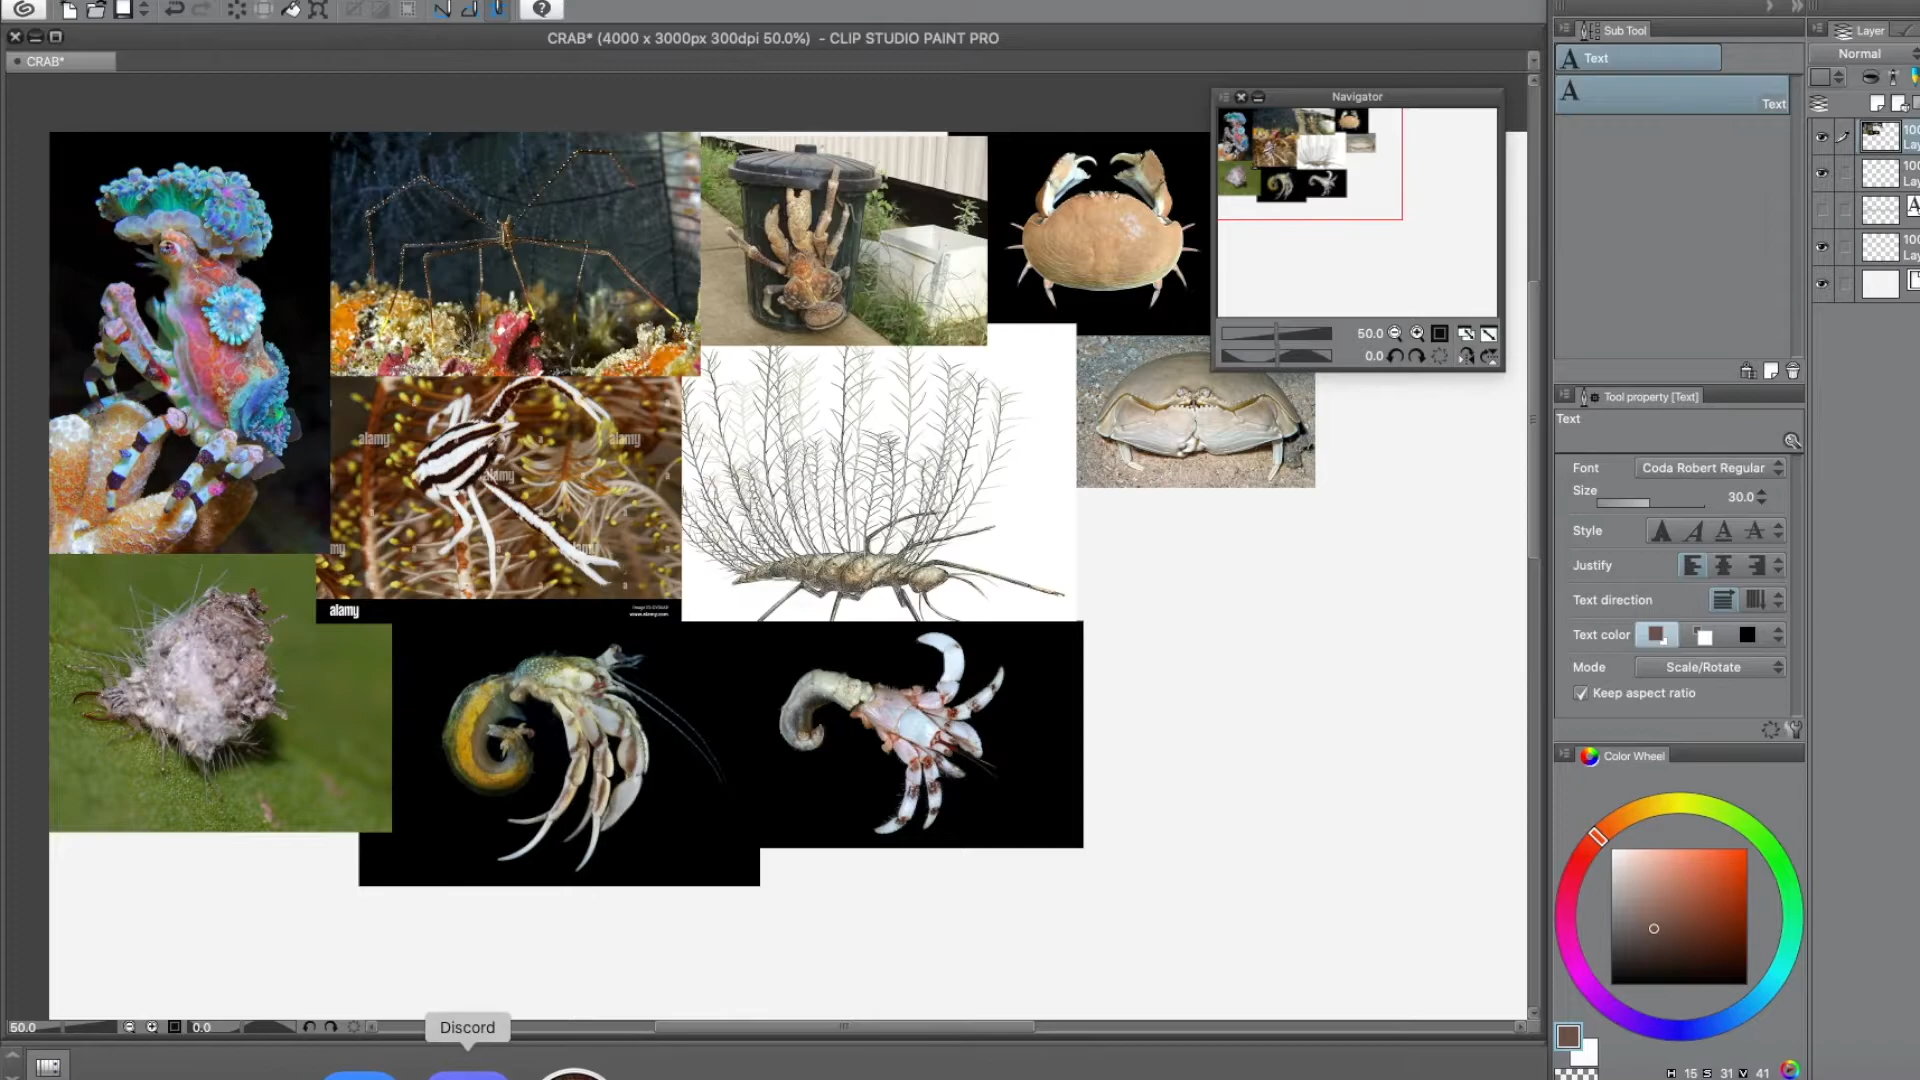 CRAB* (4000 x 3000px 300dpi 50.0%) - CLIP STUDIO PAINT PRO
CRAB*
Navigator
50.0
0.0
Sub Tool
Text
Text
Tool property [Text]
Text
Font
Coda Robert Regular
Size
30.0
Style
Justify
Text direction
Text color
Mode
Scale/Rotate
Keep aspect ratio
Color Wheel
H 15 S 31 V 41
Layer
Normal
alamy
alamy
alamy
alamy
www.alamy.com
50.0
0.0
Discord